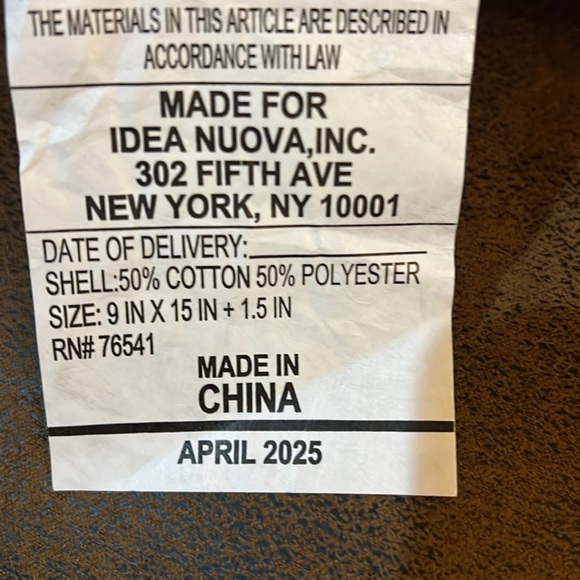 THE MATERIALS IN THIS ARTICLE ARE DESCRIBED IN
ACCORDANCE WITH LAW
MADE FOR
IDEA NUOVA,INC.
302 FIFTH AVE
NEW YORK, NY 10001
DATE OF DELIVERY:
SHELL:50% COTTON 50% POLYESTER
SIZE: 9 IN X 15 IN + 1.5 IN
RN# 76541
MADE IN
CHINA
APRIL 2025